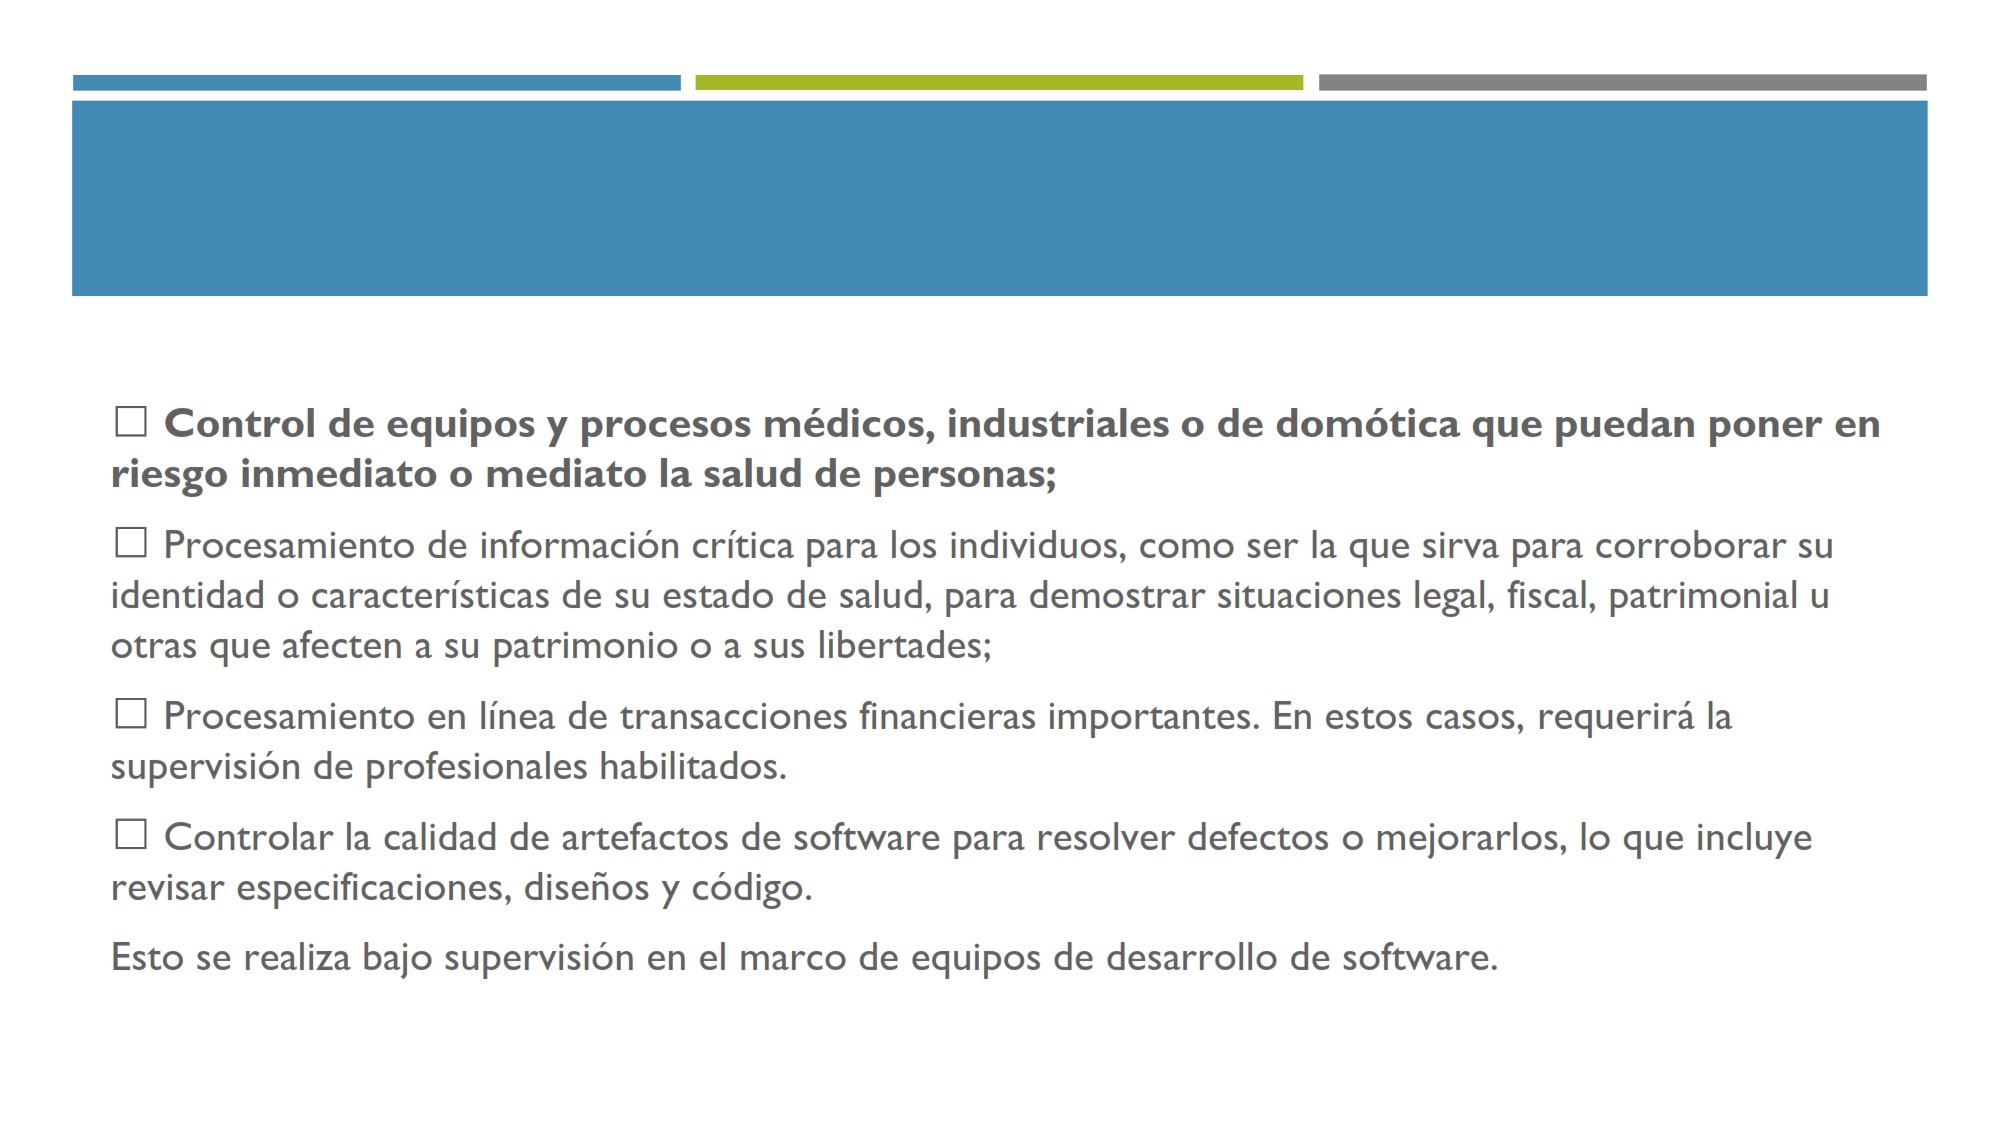 ☐ Control de equipos y procesos médicos, industriales o de domótica que puedan poner en
riesgo inmediato o mediato la salud de personas;
☐ Procesamiento de información crítica para los individuos, como ser la que sirva para corroborar su
identidad o características de su estado de salud, para demostrar situaciones legal, fiscal, patrimonial u
otras que afecten a su patrimonio o a sus libertades;
☐ Procesamiento en línea de transacciones financieras importantes. En estos casos, requerirá la
supervisión de profesionales habilitados.
☐ Controlar la calidad de artefactos de software para resolver defectos o mejorarlos, lo que incluye
revisar especificaciones, diseños y código.
Esto se realiza bajo supervisión en el marco de equipos de desarrollo de software.